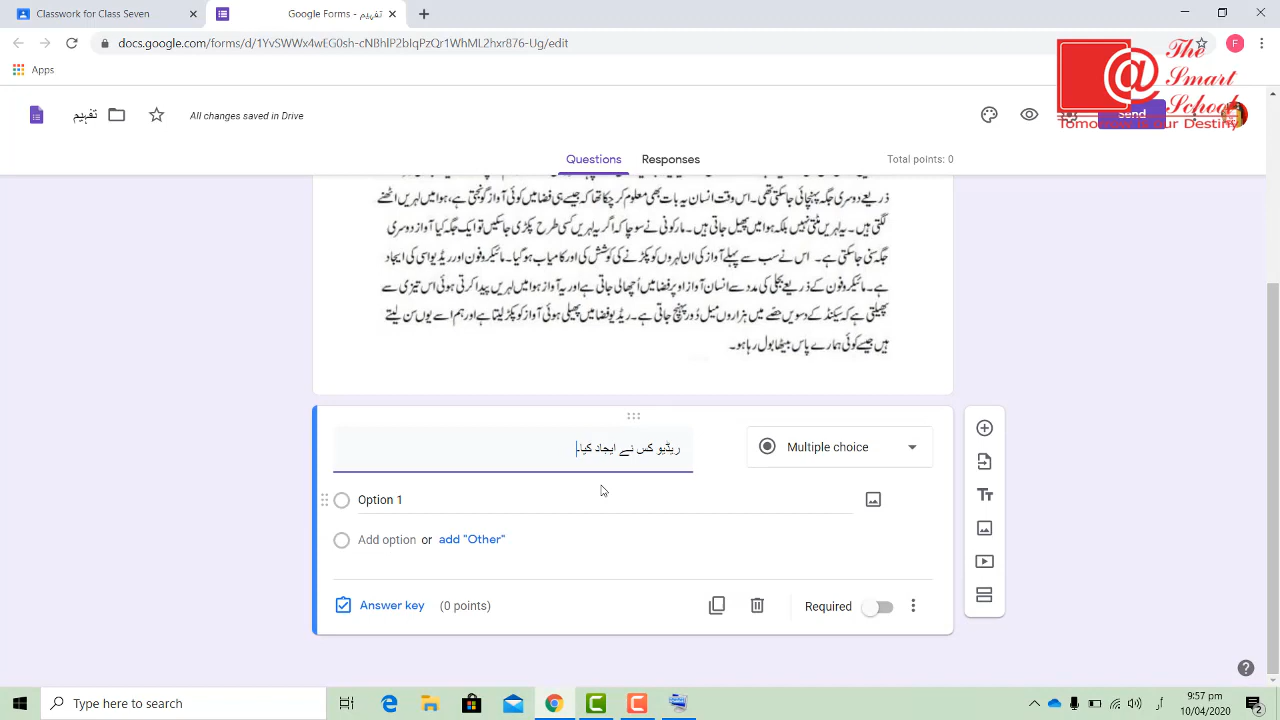 Classwork for Class Seven
Google Forms - تفہیم
docs.google.com/forms/d/1YvSWWx4wEG0sh-eNBhIP2hIqPrQr1WhML2hxr876-Ug/edit
Apps
The Smart School
Tomorrow is our Destiny
تفہیم
All changes saved in Drive
Send
Questions Responses
Total points: 0
ذریعے دوسری جگہ پہنچائی جا سکتی تھی۔ اس وقت انسان یہ بات بھی معلوم کر چکا تھا کہ جیسے ہی فضا میں کوئی آواز گونجتی ہے، ہوا میں لہریں اٹھنے
لگتی ہیں۔ یہ لہریں مٹتی نہیں بلکہ ہوا میں پھیل جاتی ہیں۔ مارکونی نے سوچا کہ اگر یہ لہریں کسی طرح پکڑی جا سکیں تو ایک جگہ کیا آواز دوسری
جگہ سنی جا سکتی ہے۔ اس نے سب سے پہلے آواز کی ان لہروں کو پکڑنے کی کوشش کی اور کامیاب ہو گیا۔ مائیکروفون اور ریڈیو اسی کی ایجاد
ہے۔ مائیکروفون کے ذریعے بجلی کی مدد سے انسان آواز اوپر فضا میں اُچھالی جاتی ہے اور یہ آواز ہوا میں لہریں پیدا کرتی ہوئی اس تیزی سے
پھیلتی ہے کہ سیکنڈ کے دسویں حصّے میں ہزاروں میل دُور پہنچ جاتی ہے۔ ریڈیو فضا میں پھیلی ہوئی آواز کو پکڑ لیتا ہے اور ہم اسے یوں سن لیتے
ہیں جیسے کوئی ہمارے پاس بیٹھا بول رہا ہو۔
ریڈیو کس نے ایجاد کیا۔
Multiple choice
Option 1
Add option or add "Other"
Answer key (0 points)
Required
Type here to search
9:57 pm
10/04/2020